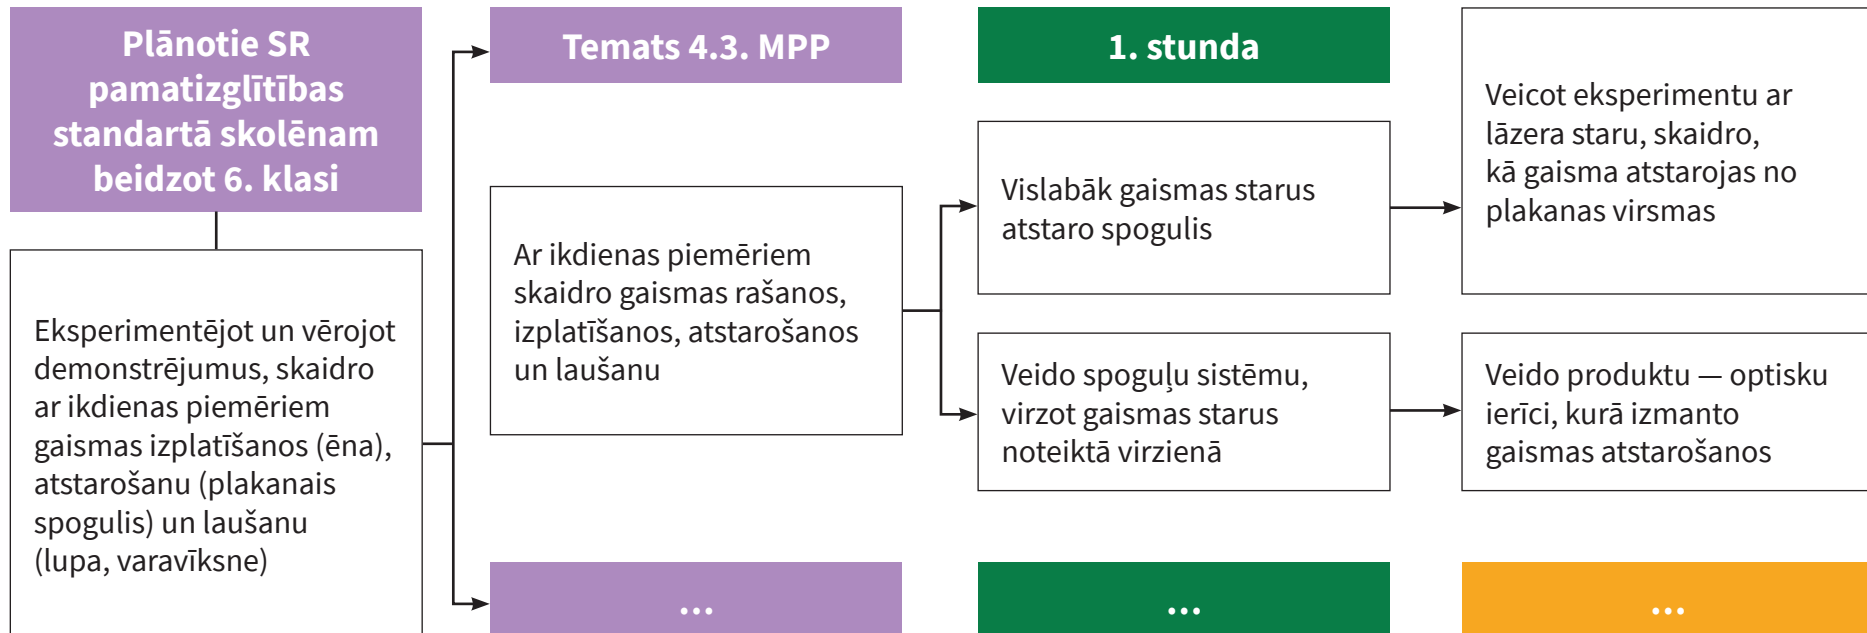 Plānotie SR
pamatizglītības
standartā skolēnam
beidzot 6. klasi
Eksperimentējot un vērojot
demonstrējumus, skaidro
ar ikdienas piemēriem
gaismas izplatīšanos (ēna),
atstarošanu (plakanais
spogulis) un laušanu
(lupa, varavīksne)
Temats 4.3. MPP
Ar ikdienas piemēriem
skaidro gaismas rašanos,
izplatīšanos, atstarošanos
un laušanu
...
1. stunda
Vislabāk gaismas starus
atstaro spogulis
Veido spoguļu sistēmu,
virzot gaismas starus
noteiktā virzienā
...
Veicot eksperimentu ar
lāzera staru, skaidro,
kā gaisma atstarojas no
plakanas virsmas
Veido produktu — optisku
ierīci, kurā izmanto
gaismas atstarošanos
...